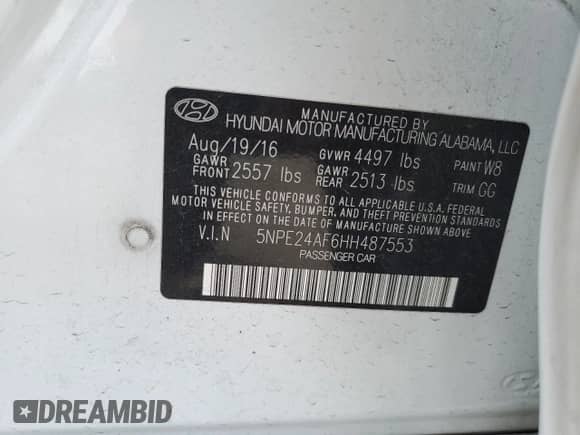 MANUFACTURED BY
HYUNDAI MOTOR MANUFACTURING ALABAMA, LLC
Aug/19/16 GVWR 4497 lbs PAINT W8
GAWR FRONT 2557 lbs GAWR REAR 2513 lbs TRIM GG
THIS VEHICLE CONFORMS TO ALL APPLICABLE U.S.A. FEDERAL
MOTOR VEHICLE SAFETY, BUMPER, AND THEFT PREVENTION STANDARDS
IN EFFECT ON THE DATE OF MANUFACTURE SHOWN ABOVE.
V.I.N 5NPE24AF6HH487553
PASSENGER CAR
DREAMBID